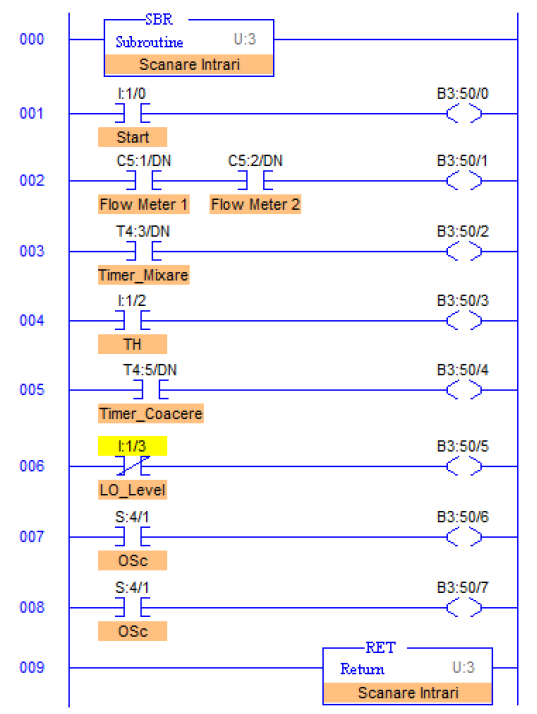 SBR
000 Subroutine U:3
Scanare Intrari
I:1/0 B3:50/0
001
Start
C5:1/DN C5:2/DN B3:50/1
002
Flow Meter 1 Flow Meter 2
T4:3/DN B3:50/2
003
Timer_Mixare
I:1/2 B3:50/3
004
TH
T4:5/DN B3:50/4
005
Timer_Coacere
I:1/3 B3:50/5
006
LO_Level
S:4/1 B3:50/6
007
OSc
S:4/1 B3:50/7
008
OSc
RET
009 Return U:3
Scanare Intrari